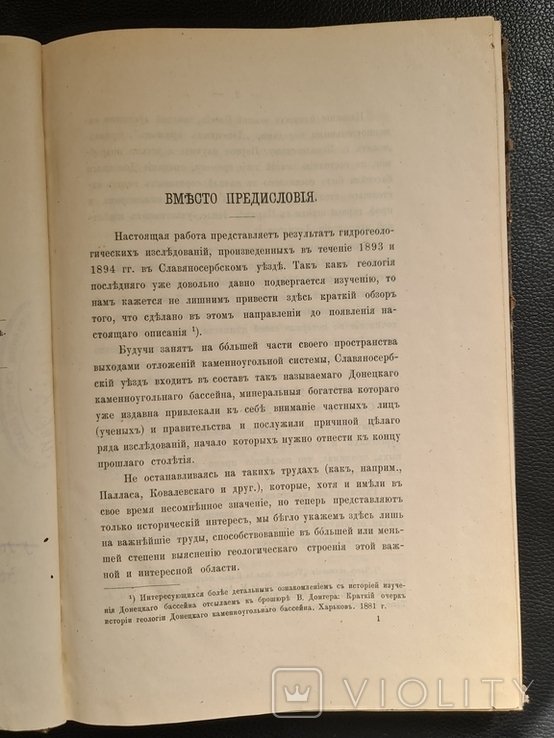 ВМѢСТО ПРЕДИСЛОВІЯ.
Настоящая работа представляетъ результатъ гидрогеоло-
гическихъ изслѣдованій, произведенныхъ въ теченіе 1893 и
1894 гг. въ Славяносербскомъ уѣздѣ. Такъ какъ геологія
послѣдняго уже довольно давно подвергается изученію, то
намъ кажется не лишнимъ привести здѣсь краткій обзоръ
того, что сдѣлано въ этомъ направленіи до появленія на-
стоящаго описанія ¹).
Будучи занятъ на бо́льшей части своего пространства
выходами отложеній каменноугольной системы, Славяносерб-
скій уѣздъ входитъ въ составъ такъ называемаго Донецкаго
каменноугольнаго бассейна, минеральныя богатства котораго
уже издавна привлекали къ себѣ вниманіе частныхъ лицъ
(ученыхъ) и правительства и послужили причиной цѣлаго
ряда изслѣдованій, начало которыхъ нужно отнести къ концу
прошлаго столѣтія.
Не останавливаясь на такихъ трудахъ (какъ, наприм.,
Палласа, Ковалевскаго и друг.), которые, хотя и имѣли въ
свое время несомнѣнное значеніе, но теперь представляютъ
только историческій интересъ, мы бѣгло укажемъ здѣсь лишь
на важнѣйшіе труды, способствовавшіе въ бо́льшей или мень-
шей степени выясненію геологическаго строенія этой важ-
ной и интересной области.
¹) Интересующихся болѣе детальнымъ ознакомленіемъ съ исторіей изуче-
нія Донецкаго бассейна отсылаемъ къ брошюрѣ В. Домгера: Краткій очеркъ
исторіи геологіи Донецкаго каменноугольнаго бассейна. Харьковъ. 1881 г.
1
VIOLITY